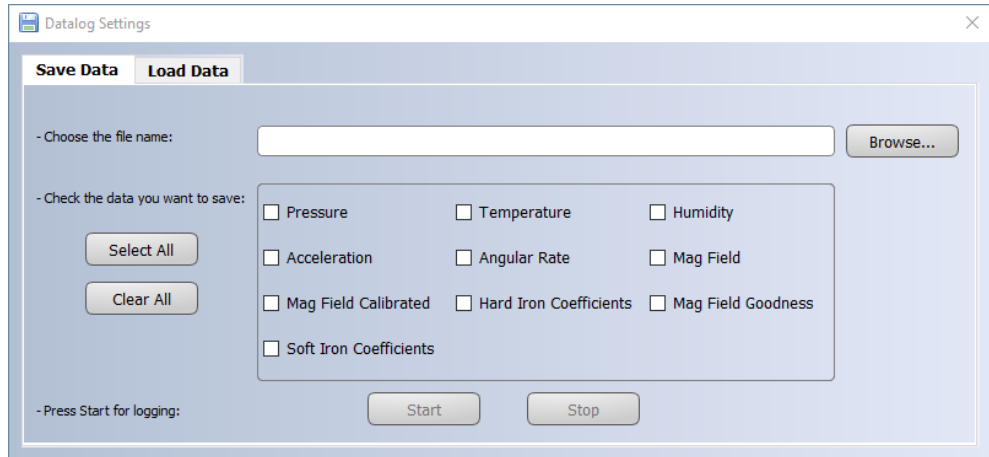 Datalog Settings
Save Data Load Data
- Choose the file name: Browse...
- Check the data you want to save:
Pressure Temperature Humidity
Select All
Acceleration Angular Rate Mag Field
Clear All
Mag Field Calibrated Hard Iron Coefficients Mag Field Goodness
Soft Iron Coefficients
- Press Start for logging: Start Stop